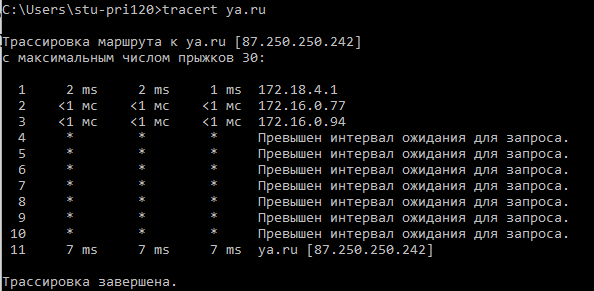 C:\Users\stu-pri120>tracert ya.ru
Трассировка маршрута к ya.ru [87.250.250.242]
с максимальным числом прыжков 30:
1 2 ms 2 ms 1 ms 172.18.4.1
2 <1 мс <1 мс <1 мс 172.16.0.77
3 <1 мс <1 мс <1 мс 172.16.0.94
4 * * * Превышен интервал ожидания для запроса.
5 * * * Превышен интервал ожидания для запроса.
6 * * * Превышен интервал ожидания для запроса.
7 * * * Превышен интервал ожидания для запроса.
8 * * * Превышен интервал ожидания для запроса.
9 * * * Превышен интервал ожидания для запроса.
10 * * * Превышен интервал ожидания для запроса.
11 7 ms 7 ms 7 ms ya.ru [87.250.250.242]
Трассировка завершена.